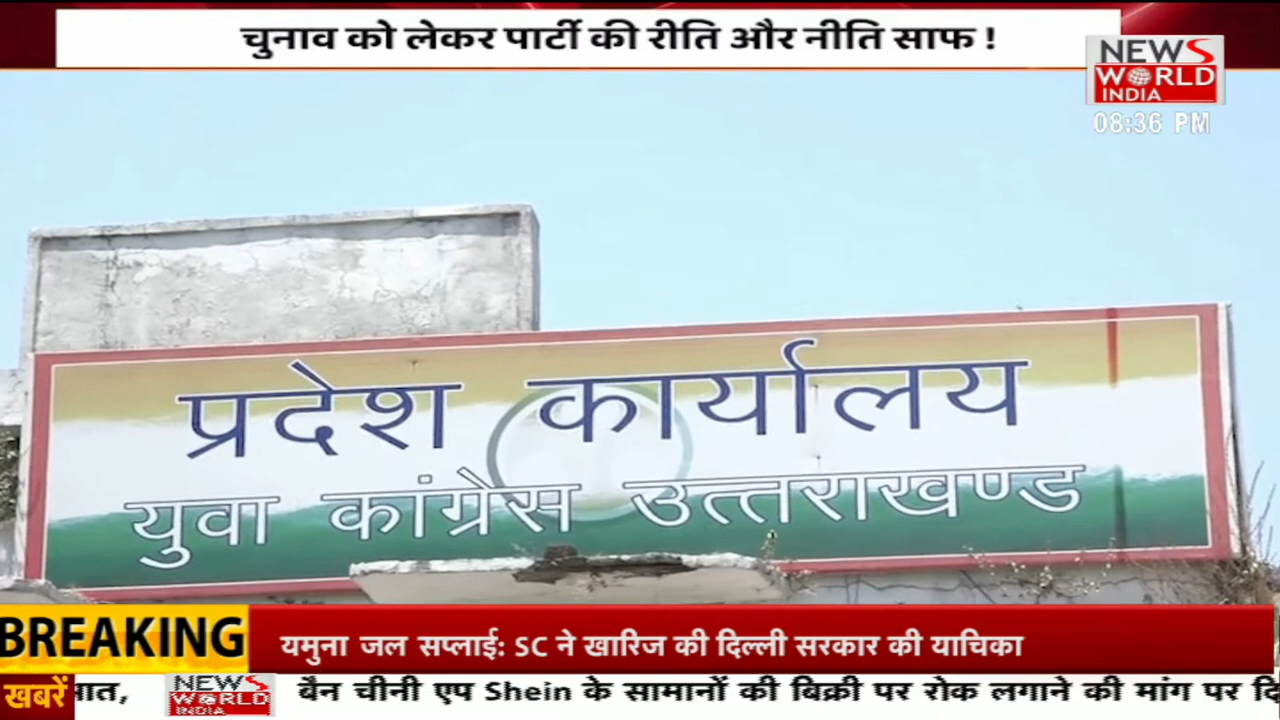 चुनाव को लेकर पार्टी की रीति और नीति साफ !
NEWS
WORLD
INDIA
08:36 PM
प्रदेश कार्यालय
युवा कांग्रेस उत्तराखण्ड
BREAKING
यमुना जल सप्लाई: SC ने खारिज की दिल्ली सरकार की याचिका
खबरें
NEWS
WORLD
INDIA
बैन चीनी एप Shein के सामानों की बिक्री पर रोक लगाने की मांग पर